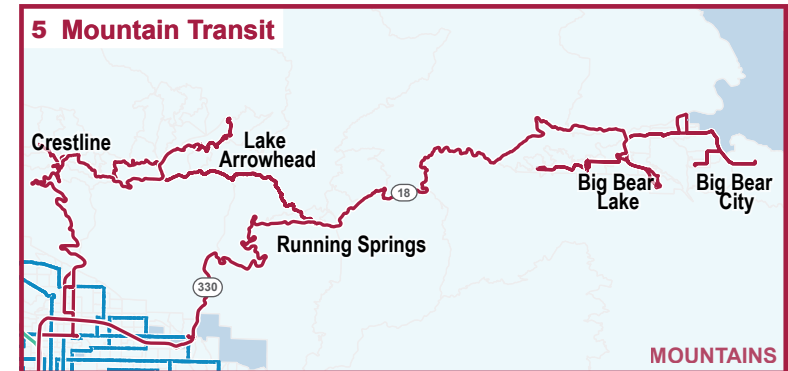 5 Mountain Transit
Crestline
Lake
Arrowhead
18
Big Bear
Lake
Big Bear
City
Running Springs
330
MOUNTAINS